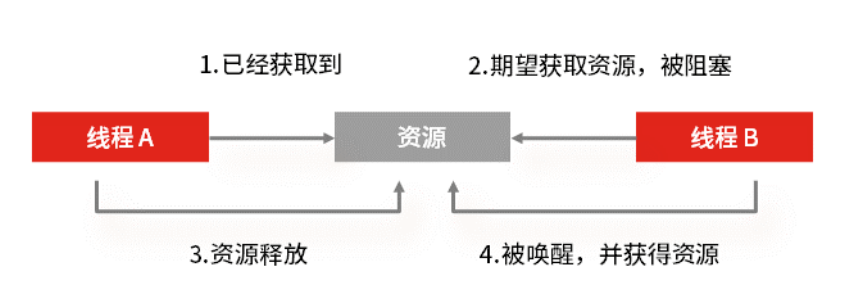 1.已经获取到
2.期望获取资源，被阻塞
线程 A
资源
线程 B
3.资源释放
4.被唤醒，并获得资源